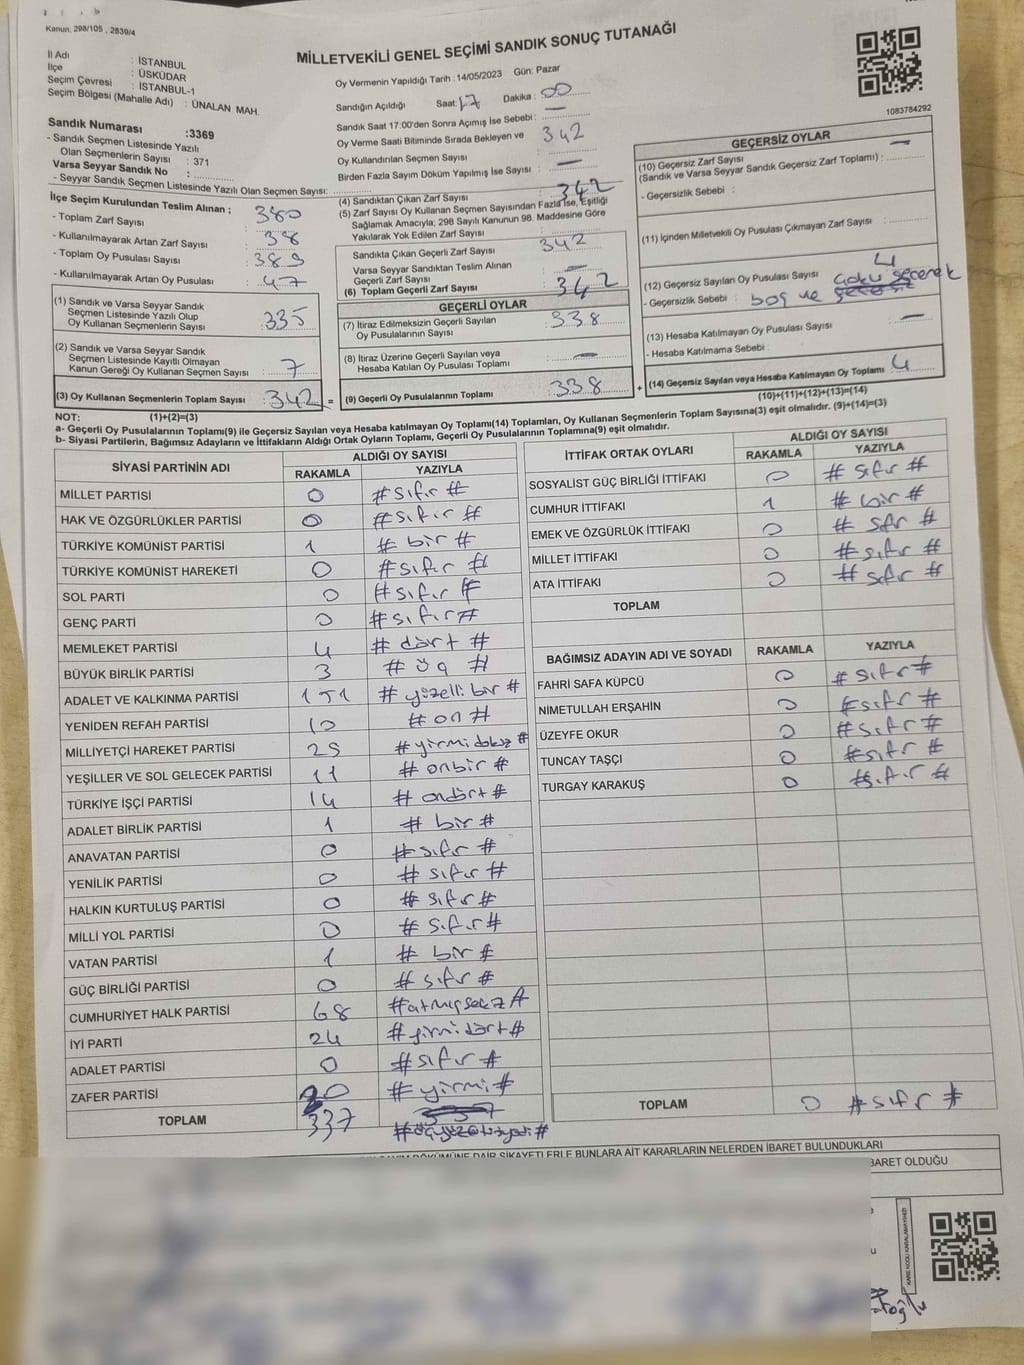 Kanun. 298/105 , 2839/4
MİLLETVEKİLİ GENEL SEÇİMİ SANDIK SONUÇ TUTANAĞI
İl Adı : İSTANBUL
İlçe : ÜSKÜDAR
Seçim Çevresi : İSTANBUL-1
Seçim Bölgesi (Mahalle Adı) : ÜNALAN MAH.
Sandık Numarası :3369
- Sandık Seçmen Listesinde Yazılı
Olan Seçmenlerin Sayısı : 371
Varsa Seyyar Sandık No :
- Seyyar Sandık Seçmen Listesinde Yazılı Olan Seçmen Sayısı:
Oy Vermenin Yapıldığı Tarih : 14/05/2023 Gün: Pazar
Sandığın Açıldığı Saat: 17 Dakika : 00
Sandık Saat 17:00'den Sonra Açımış İse Sebebi : —
Oy Verme Saati Bitiminde Sırada Bekleyen ve
Oy Kullandırılan Seçmen Sayısı : 342
Birden Fazla Sayım Döküm Yapılmış İse Sayısı : —
1083784292
İlçe Seçim Kurulundan Teslim Alınan ;
- Toplam Zarf Sayısı : 380
- Kullanılmayarak Artan Zarf Sayısı : 38
- Toplam Oy Pusulası Sayısı : 389
- Kullanılmayarak Artan Oy Pusulası : 47
(1) Sandık ve Varsa Seyyar Sandık
Seçmen Listesinde Yazılı Olup
Oy Kullanan Seçmenlerin Sayısı : 335
(2) Sandık ve Varsa Seyyar Sandık
Seçmen Listesinde Kayıtlı Olmayan
Kanun Gereği Oy Kullanan Seçmen Sayısı : 7
(3) Oy Kullanan Seçmenlerin Toplam Sayısı : 342 =
(4) Sandıktan Çıkan Zarf Sayısı : 342
(5) Zarf Sayısı Oy Kullanan Seçmen Sayısından Fazla İse, Eşitliği
Sağlamak Amacıyla; 298 Sayılı Kanunun 98. Maddesine Göre
Yakılarak Yok Edilen Zarf Sayısı :
Sandıkta Çıkan Geçerli Zarf Sayısı : 342
Varsa Seyyar Sandıktan Teslim Alınan
Geçerli Zarf Sayısı : —
(6) Toplam Geçerli Zarf Sayısı : 342
GEÇERLİ OYLAR
(7) İtiraz Edilmeksizin Geçerli Sayılan
Oy Pusulalarının Sayısı : 338
(8) İtiraz Üzerine Geçerli Sayılan veya
Hesaba Katılan Oy Pusulası Toplamı : —
(9) Geçerli Oy Pusulalarının Toplamı : 338 +
GEÇERSİZ OYLAR
(10) Geçersiz Zarf Sayısı
(Sandık ve Varsa Seyyar Sandık Geçersiz Zarf Toplamı) : —
- Geçersizlik Sebebi :
(11) İçinden Milletvekili Oy Pusulası Çıkmayan Zarf Sayısı :
(12) Geçersiz Sayılan Oy Pusulası Sayısı : 4
- Geçersizlik Sebebi : boş ve çoklu seçenek
(13) Hesaba Katılmayan Oy Pusulası Sayısı : —
- Hesaba Katılmama Sebebi :
(14) Geçersiz Sayılan veya Hesaba Katılmayan Oy Toplamı : 4
(10)+(11)+(12)+(13)=(14)
NOT: (1)+(2)=(3)
a- Geçerli Oy Pusulalarının Toplamı(9) ile Geçersiz Sayılan veya Hesaba katılmayan Oy Toplamı(14) Toplamları, Oy Kullanan Seçmenlerin Toplam Sayısına(3) eşit olmalıdır. (9)+(14)=(3)
b- Siyasi Partilerin, Bağımsız Adayların ve İttifakların Aldığı Ortak Oyların Toplamı, Geçerli Oy Pusulalarının Toplamına(9) eşit olmalıdır.
SİYASİ PARTİNİN ADI ALDIĞI OY SAYISI
RAKAMLA YAZIYLA
MİLLET PARTİSİ 0 #sıfır#
HAK VE ÖZGÜRLÜKLER PARTİSİ 0 #sıfır#
TÜRKİYE KOMÜNİST PARTİSİ 1 # bir #
TÜRKİYE KOMÜNİST HAREKETİ 0 #sıfır #
SOL PARTİ 0 #sıfır #
GENÇ PARTİ 0 #sıfır#
MEMLEKET PARTİSİ 4 # dört #
BÜYÜK BİRLİK PARTİSİ 3 # üç #
ADALET VE KALKINMA PARTİSİ 151 # yüzellibir #
YENİDEN REFAH PARTİSİ 10 #on#
MİLLİYETÇİ HAREKET PARTİSİ 29 #yirmidokuz#
YEŞİLLER VE SOL GELECEK PARTİSİ 11 # onbir #
TÜRKİYE İŞÇİ PARTİSİ 14 # ondört#
ADALET BİRLİK PARTİSİ 1 # bir #
ANAVATAN PARTİSİ 0 #sıfır #
YENİLİK PARTİSİ 0 # sıfır #
HALKIN KURTULUŞ PARTİSİ 0 # sıfır #
MİLLİ YOL PARTİSİ 0 # sıfır#
VATAN PARTİSİ 1 # bir #
GÜÇ BİRLİĞİ PARTİSİ 0 # sıfır #
CUMHURİYET HALK PARTİSİ 68 #atmışsekiz#
İYİ PARTİ 24 #yirmidört#
ADALET PARTİSİ 0 #sıfır #
ZAFER PARTİSİ 20 # yirmi #
TOPLAM 337 #üçyüzotuzyedi#
İTTİFAK ORTAK OYLARI ALDIĞI OY SAYISI
RAKAMLA YAZIYLA
SOSYALİST GÜÇ BİRLİĞİ İTTİFAKI 0 # sıfır #
CUMHUR İTTİFAKI 1 # bir #
EMEK VE ÖZGÜRLÜK İTTİFAKI 0 # sıfır #
MİLLET İTTİFAKI 0 #sıfır #
ATA İTTİFAKI 0 # sıfır #
TOPLAM
BAĞIMSIZ ADAYIN ADI VE SOYADI RAKAMLA YAZIYLA
FAHRİ SAFA KÜPCÜ 0 #sıfır#
NİMETULLAH ERŞAHİN 0 #sıfır #
ÜZEYFE OKUR 0 #sıfır #
TUNCAY TAŞÇI 0 #sıfır #
TURGAY KARAKUŞ 0 #sıfır #
TOPLAM 0 #sıfır #
DÖKÜMÜNE DAİR ŞİKAYETLERLE BUNLARA AİT KARARLARIN NELERDEN İBARET BULUNDUKLARI
BARET OLDUĞU